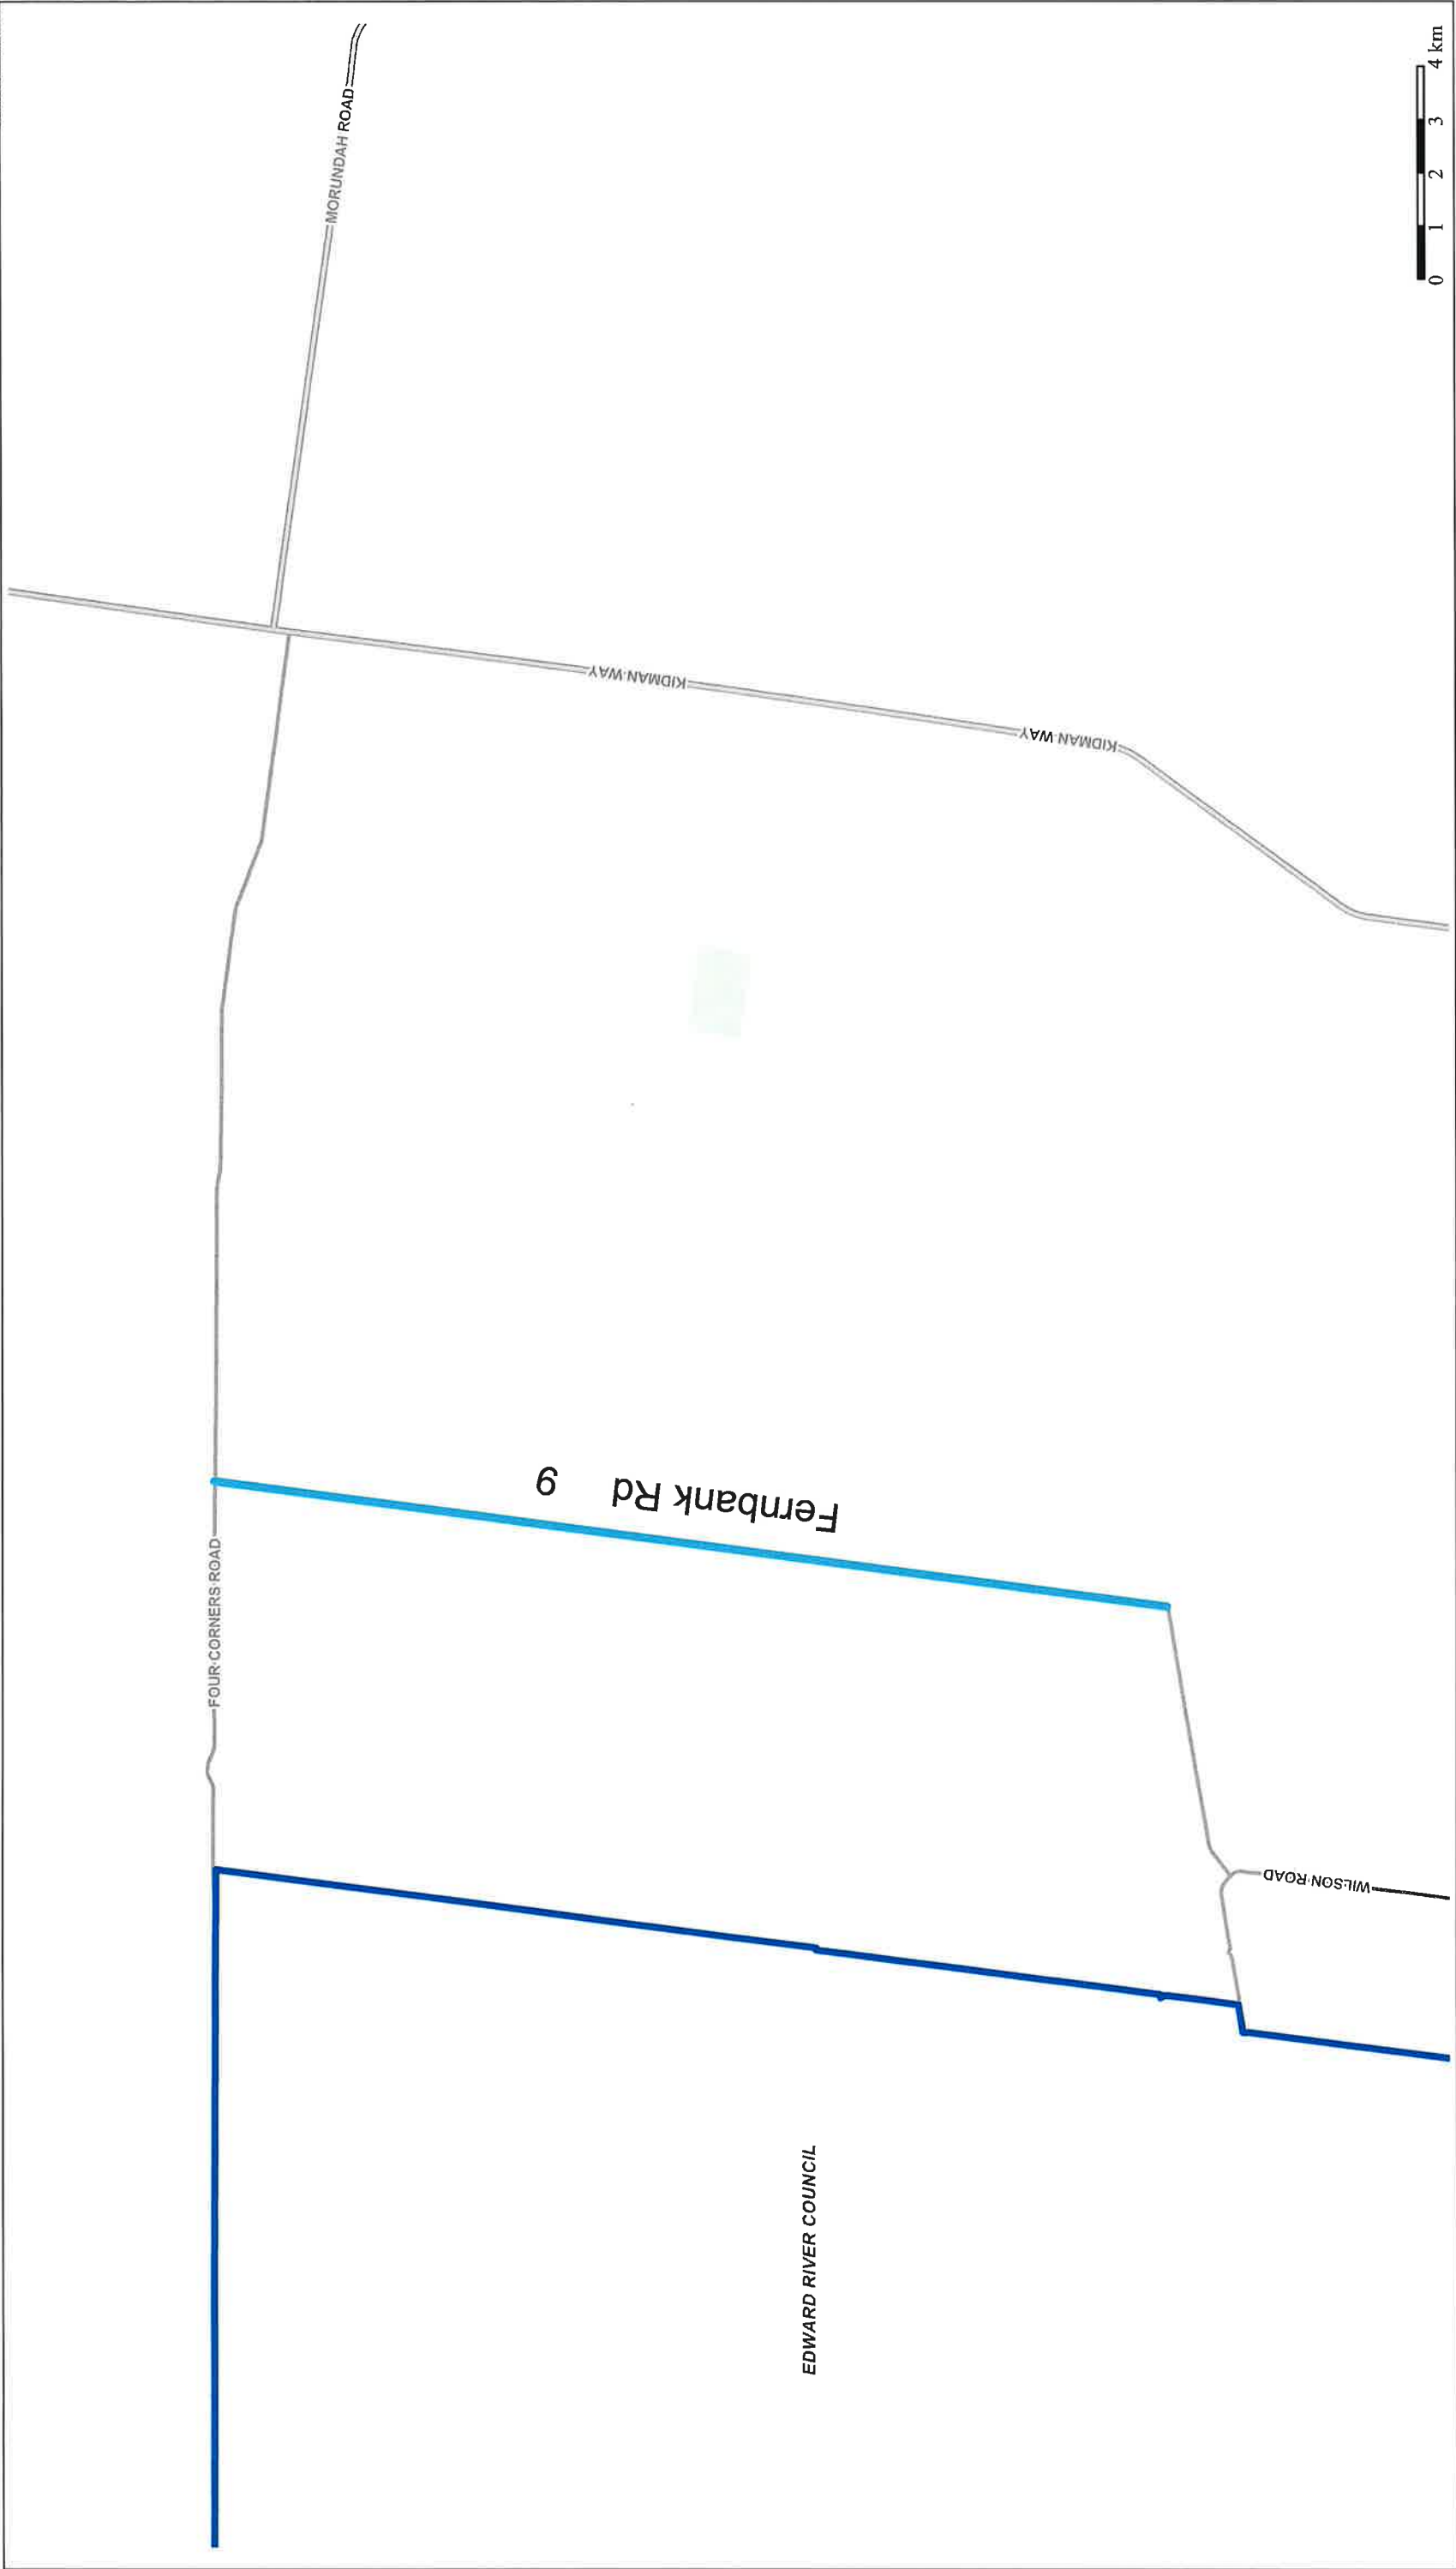 MORUNDAH ROAD
KIDMAN WAY
KIDMAN WAY
FOUR CORNERS ROAD
Fernbank Rd 9
WILSON ROAD
EDWARD RIVER COUNCIL
0 1 2 3 4 km